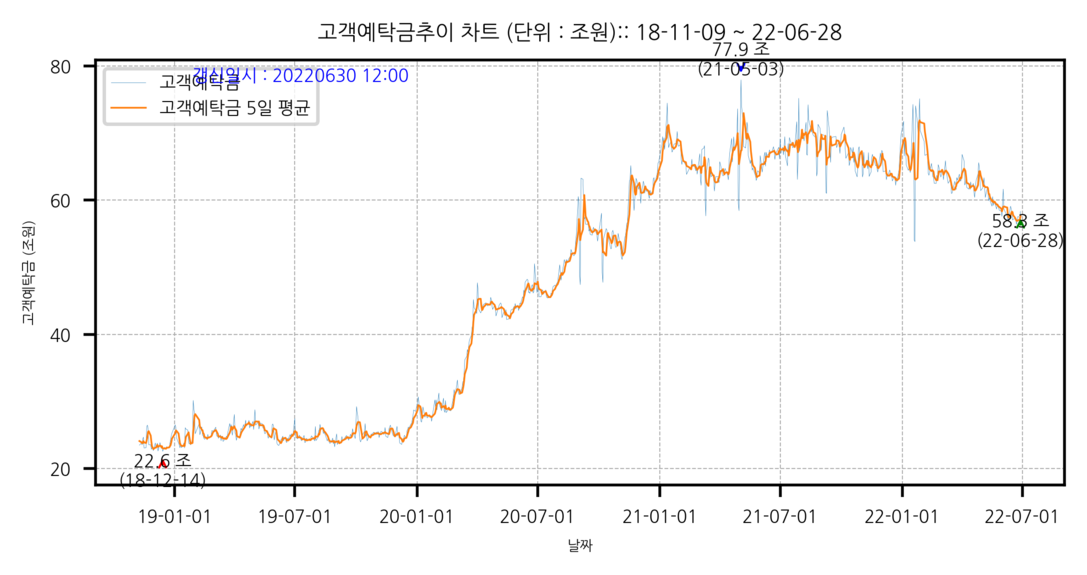 고객예탁금추이 차트 (단위 : 조원):: 18-11-09 ~ 22-06-28
77.9 조
(21-05-03)
갱신일시 : 20220630 12:00
고객예탁금
고객예탁금 5일 평균
80
60
40
20
고객예탁금 (조원)
58.3 조
(22-06-28)
22.6 조
(18-12-14)
19-01-01
19-07-01
20-01-01
20-07-01
21-01-01
21-07-01
22-01-01
22-07-01
날짜